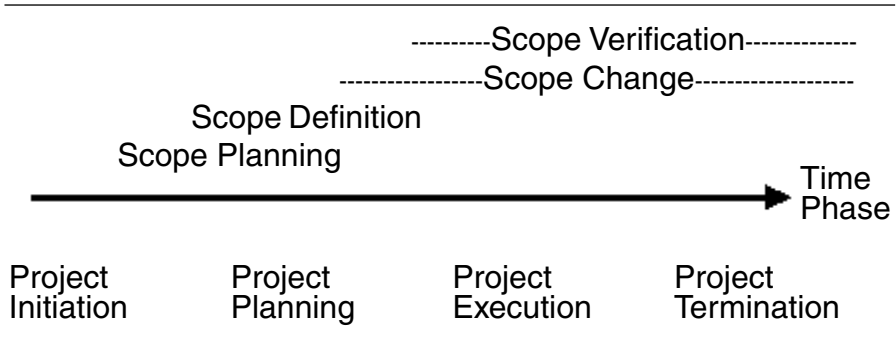 ----------Scope Verification--------------
------------------Scope Change--------------------
Scope Definition
Scope Planning
Time
Phase
Project
Initiation
Project
Planning
Project
Execution
Project
Termination